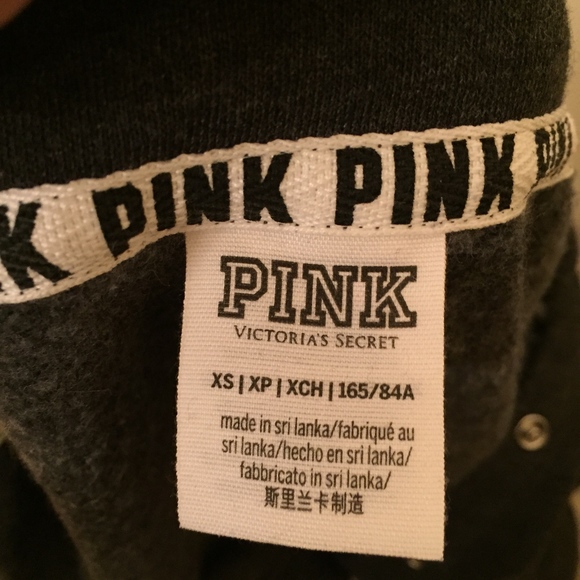 PINK PINK PINK
PINK
VICTORIA'S SECRET
XS | XP | XCH | 165/84A
made in sri lanka/fabriqué au
sri lanka/hecho en sri lanka/
fabbricato in sri lanka/
斯里兰卡制造